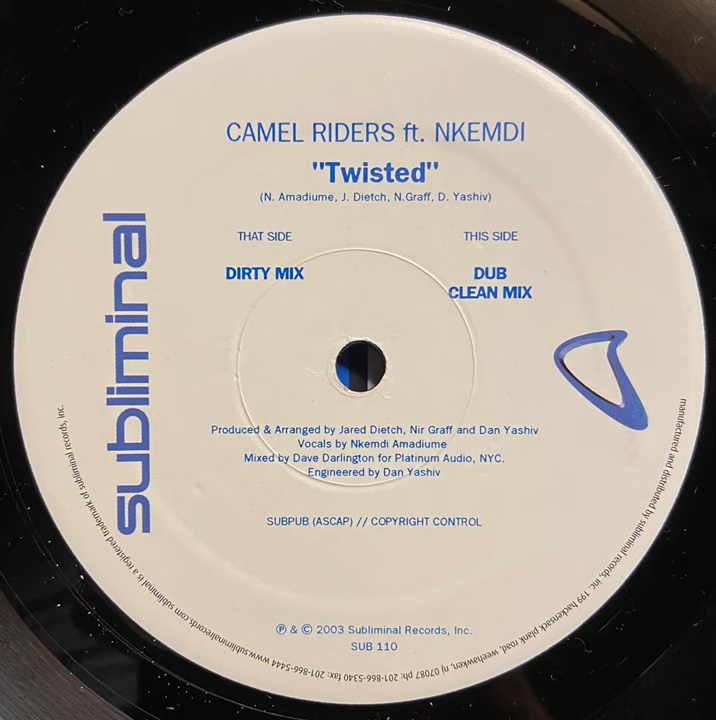 CAMEL RIDERS ft. NKEMDI
"Twisted"
(N. Amadiume, J. Dietch, N.Graff, D. Yashiv)
THAT SIDE
DIRTY MIX
THIS SIDE
DUB
CLEAN MIX
subliminal
Produced & Arranged by Jared Dietch, Nir Graff and Dan Yashiv
Vocals by Nkemdi Amadiume
Mixed by Dave Darlington for Platinum Audio, NYC.
Engineered by Dan Yashiv
SUBPUB (ASCAP) // COPYRIGHT CONTROL
℗ & © 2003 Subliminal Records, Inc.
SUB 110
manufactured and distributed by subliminal records, inc. 199 hackensack plank road, weehawken, nj 07087 ph: 201-866-5340 fax: 201-866-5444 www.subliminalrecords.com subliminal is a registered trademark of subliminal records, inc.